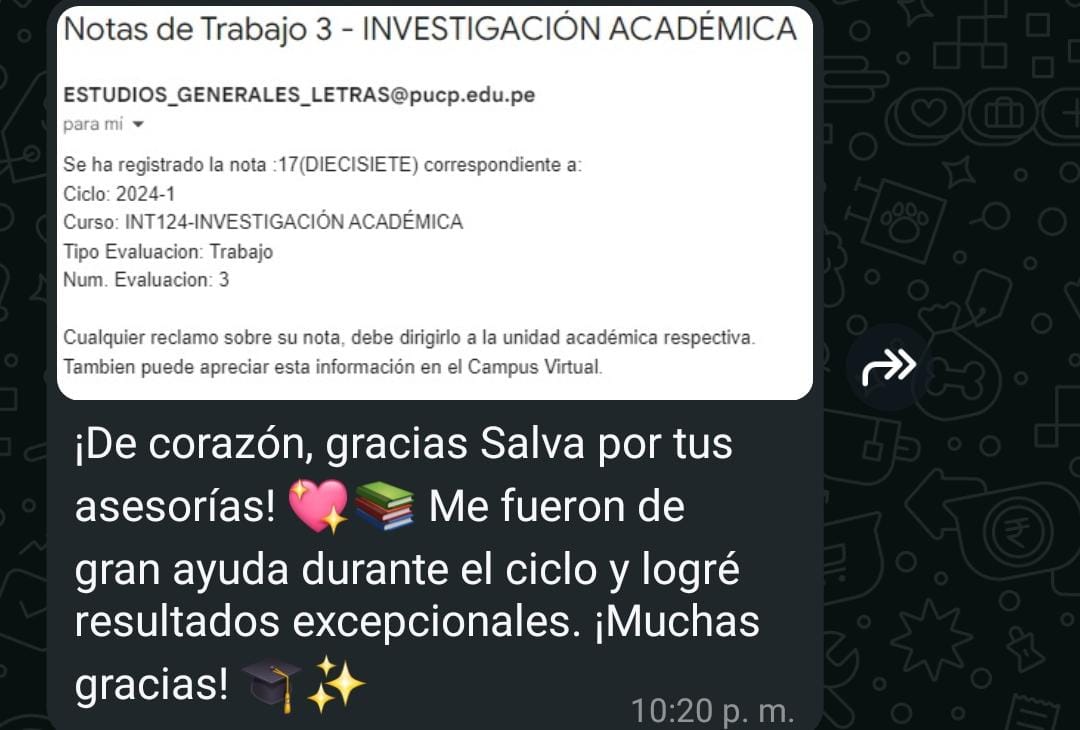 Notas de Trabajo 3 - INVESTIGACIÓN ACADÉMICA
ESTUDIOS_GENERALES_LETRAS@pucp.edu.pe
para mí
Se ha registrado la nota :17(DIECISIETE) correspondiente a:
Ciclo: 2024-1
Curso: INT124-INVESTIGACIÓN ACADÉMICA
Tipo Evaluacion: Trabajo
Num. Evaluacion: 3
Cualquier reclamo sobre su nota, debe dirigirlo a la unidad académica respectiva.
Tambien puede apreciar esta información en el Campus Virtual.
¡De corazón, gracias Salva por tus
asesorías! 💖📚 Me fueron de
gran ayuda durante el ciclo y logré
resultados excepcionales. ¡Muchas
gracias! 🎓✨
10:20 p. m.